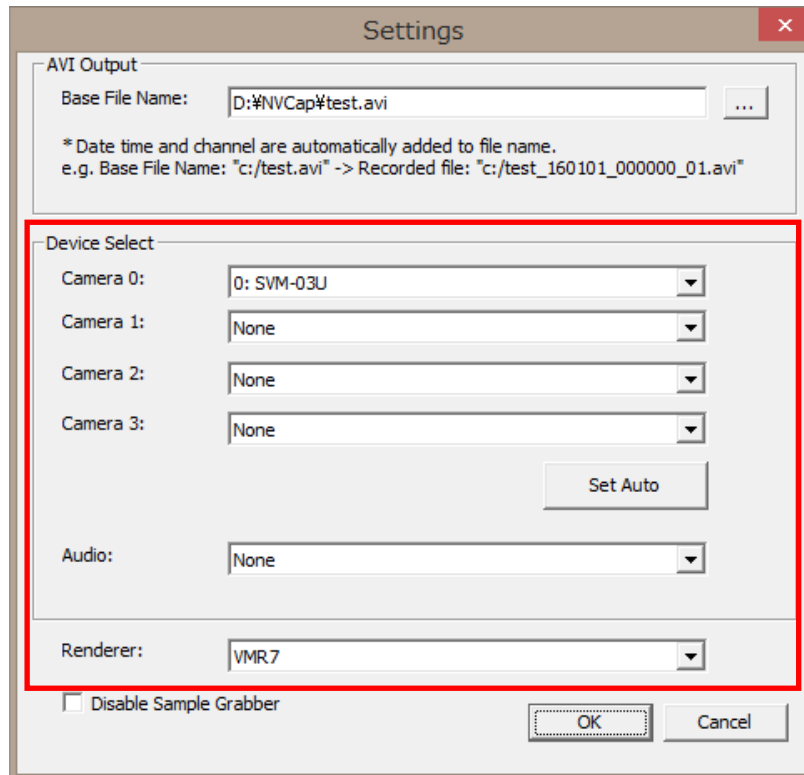 Settings
AVI Output
Base File Name: D:¥NVCap¥test.avi ...
* Date time and channel are automatically added to file name.
e.g. Base File Name: "c:/test.avi" -> Recorded file: "c:/test_160101_000000_01.avi"
Device Select
Camera 0: 0: SVM-03U
Camera 1: None
Camera 2: None
Camera 3: None
Set Auto
Audio: None
Renderer: VMR7
Disable Sample Grabber
OK Cancel